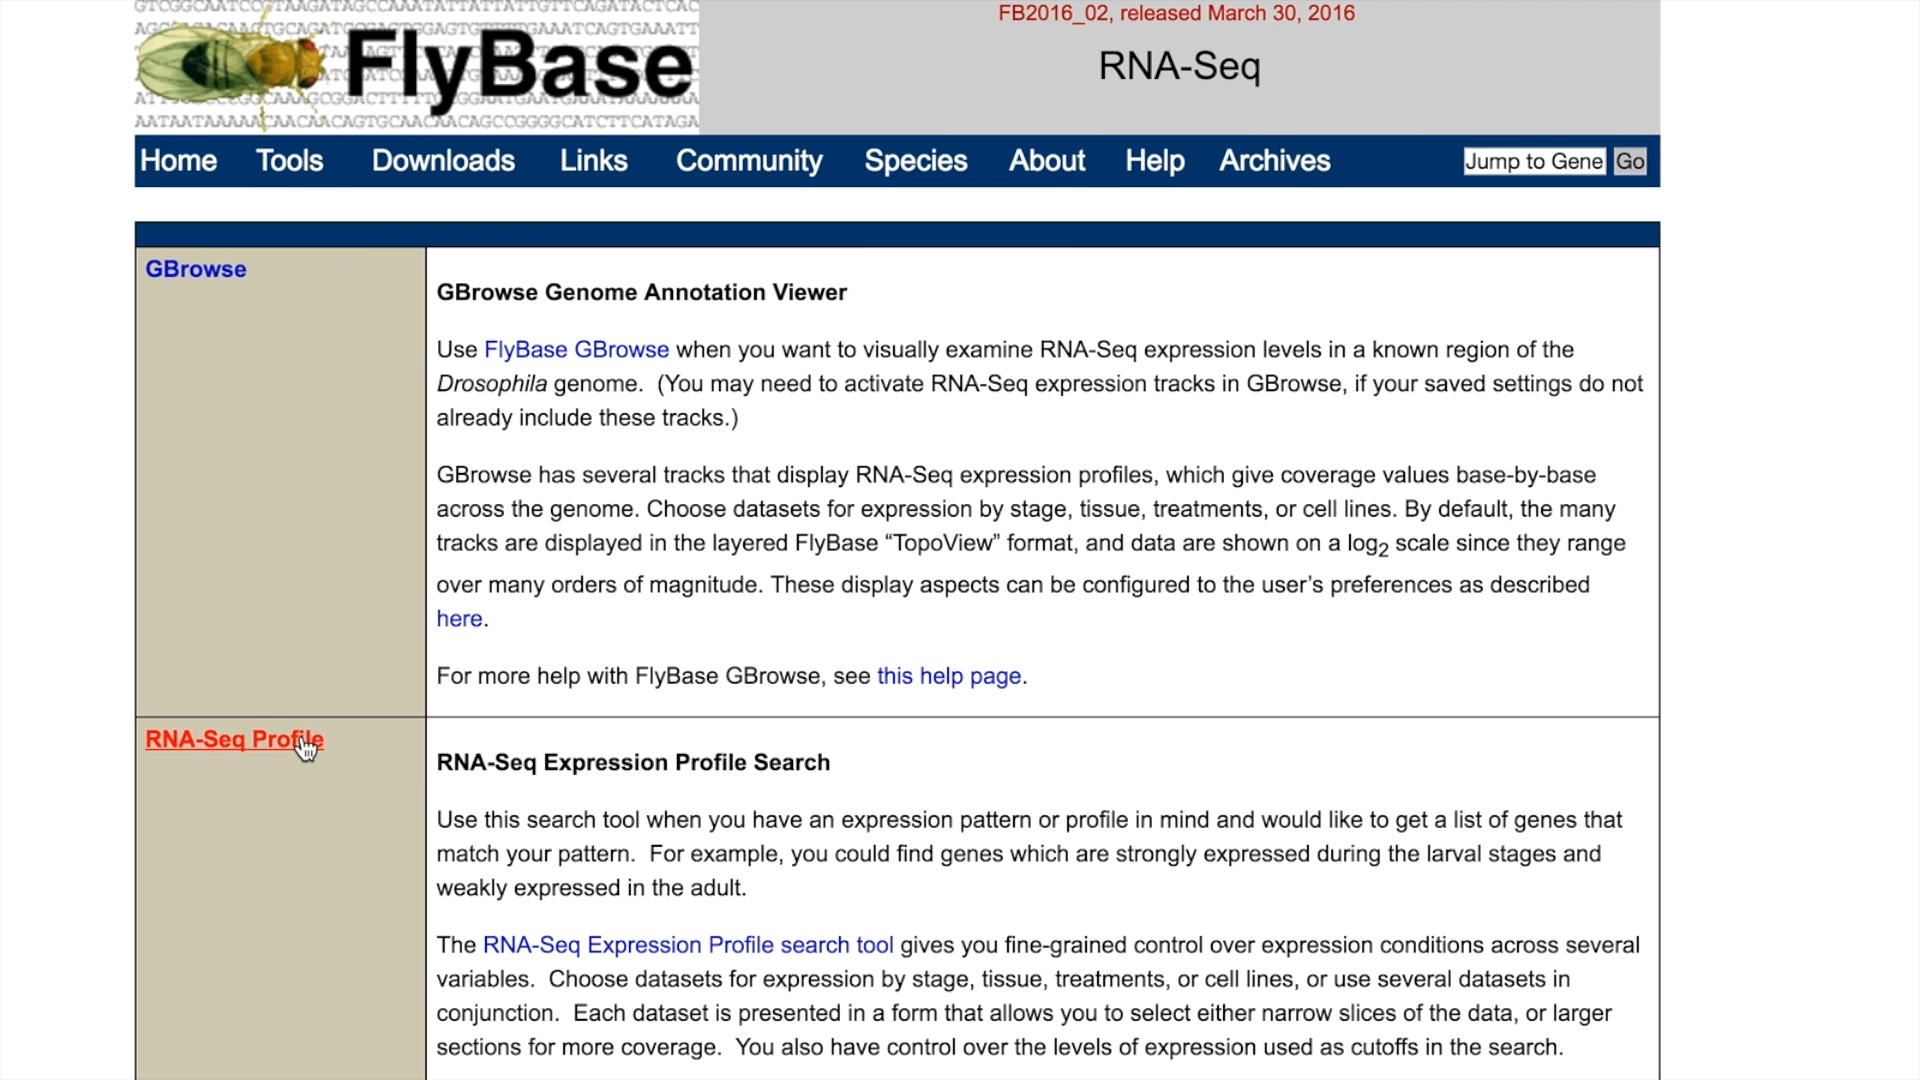 FB2016_02, released March 30, 2016
FlyBase
RNA-Seq
Home Tools Downloads Links Community Species About Help Archives Jump to Gene Go
GBrowse
GBrowse Genome Annotation Viewer
Use FlyBase GBrowse when you want to visually examine RNA-Seq expression levels in a known region of the
Drosophila genome. (You may need to activate RNA-Seq expression tracks in GBrowse, if your saved settings do not
already include these tracks.)
GBrowse has several tracks that display RNA-Seq expression profiles, which give coverage values base-by-base
across the genome. Choose datasets for expression by stage, tissue, treatments, or cell lines. By default, the many
tracks are displayed in the layered FlyBase “TopoView” format, and data are shown on a log2 scale since they range
over many orders of magnitude. These display aspects can be configured to the user’s preferences as described
here.
For more help with FlyBase GBrowse, see this help page.
RNA-Seq Profile
RNA-Seq Expression Profile Search
Use this search tool when you have an expression pattern or profile in mind and would like to get a list of genes that
match your pattern. For example, you could find genes which are strongly expressed during the larval stages and
weakly expressed in the adult.
The RNA-Seq Expression Profile search tool gives you fine-grained control over expression conditions across several
variables. Choose datasets for expression by stage, tissue, treatments, or cell lines, or use several datasets in
conjunction. Each dataset is presented in a form that allows you to select either narrow slices of the data, or larger
sections for more coverage. You also have control over the levels of expression used as cutoffs in the search.